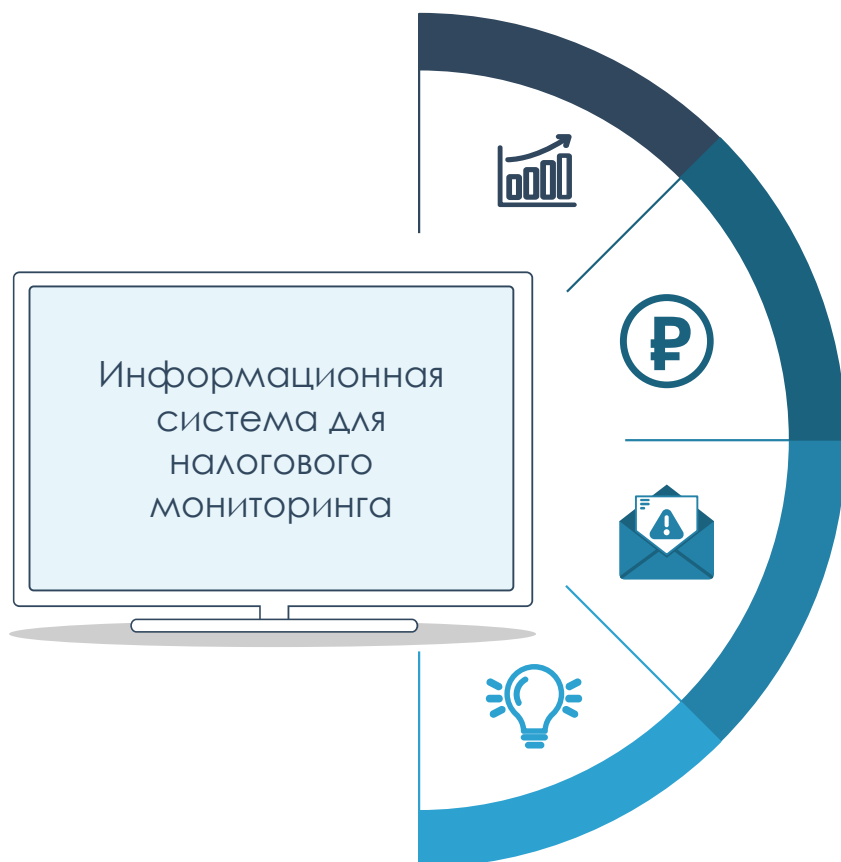 Информационная
система для
налогового
мониторинга